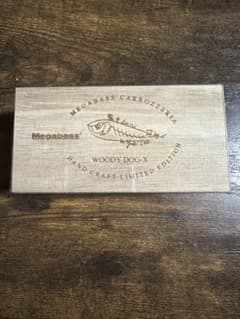 MEGABASS CARROZZERIA
Megabass
WOODY DOG-X
HAND CRAFT-LIMITED EDITION